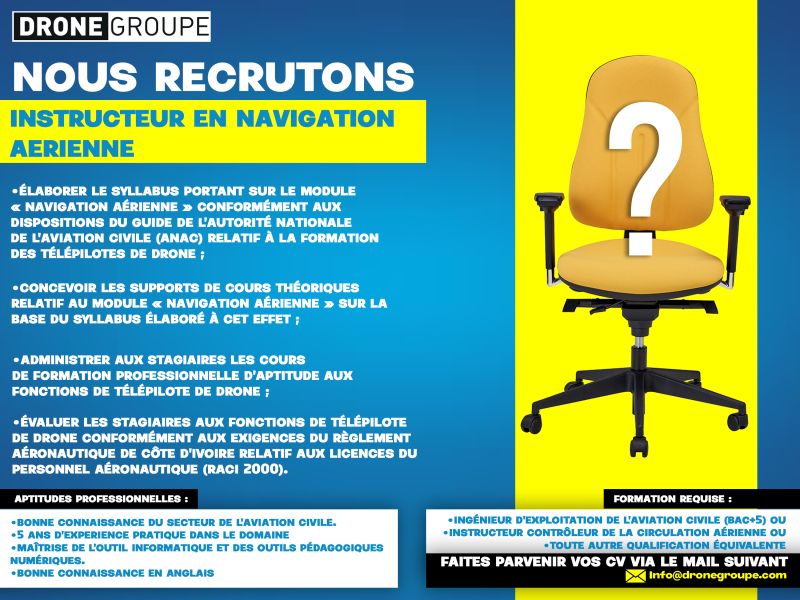 DRONE GROUPE
NOUS RECRUTONS
INSTRUCTEUR EN NAVIGATION
AERIENNE
•ÉLABORER LE SYLLABUS PORTANT SUR LE MODULE
« NAVIGATION AÉRIENNE » CONFORMÉMENT AUX
DISPOSITIONS DU GUIDE DE L'AUTORITÉ NATIONALE
DE L'AVIATION CIVILE (ANAC) RELATIF À LA FORMATION
DES TÉLÉPILOTES DE DRONE ;
•CONCEVOIR LES SUPPORTS DE COURS THÉORIQUES
RELATIF AU MODULE « NAVIGATION AÉRIENNE » SUR LA
BASE DU SYLLABUS ÉLABORÉ À CET EFFET ;
•ADMINISTRER AUX STAGIAIRES LES COURS
DE FORMATION PROFESSIONNELLE D'APTITUDE AUX
FONCTIONS DE TÉLÉPILOTE DE DRONE ;
•ÉVALUER LES STAGIAIRES AUX FONCTIONS DE TÉLÉPILOTE
DE DRONE CONFORMÉMENT AUX EXIGENCES DU RÈGLEMENT
AÉRONAUTIQUE DE CÔTE D'IVOIRE RELATIF AUX LICENCES DU
PERSONNEL AÉRONAUTIQUE (RACI 2000).
?
APTITUDES PROFESSIONNELLES :
•BONNE CONNAISSANCE DU SECTEUR DE L'AVIATION CIVILE.
•5 ANS D'EXPERIENCE PRATIQUE DANS LE DOMAINE
•MAÎTRISE DE L'OUTIL INFORMATIQUE ET DES OUTILS PÉDAGOGIQUES
NUMÉRIQUES.
•BONNE CONNAISSANCE EN ANGLAIS
FORMATION REQUISE :
•INGÉNIEUR D'EXPLOITATION DE L'AVIATION CIVILE (BAC+5) OU
•INSTRUCTEUR CONTRÔLEUR DE LA CIRCULATION AÉRIENNE OU
•TOUTE AUTRE QUALIFICATION ÉQUIVALENTE
FAITES PARVENIR VOS CV VIA LE MAIL SUIVANT
Info@dronegroupe.com